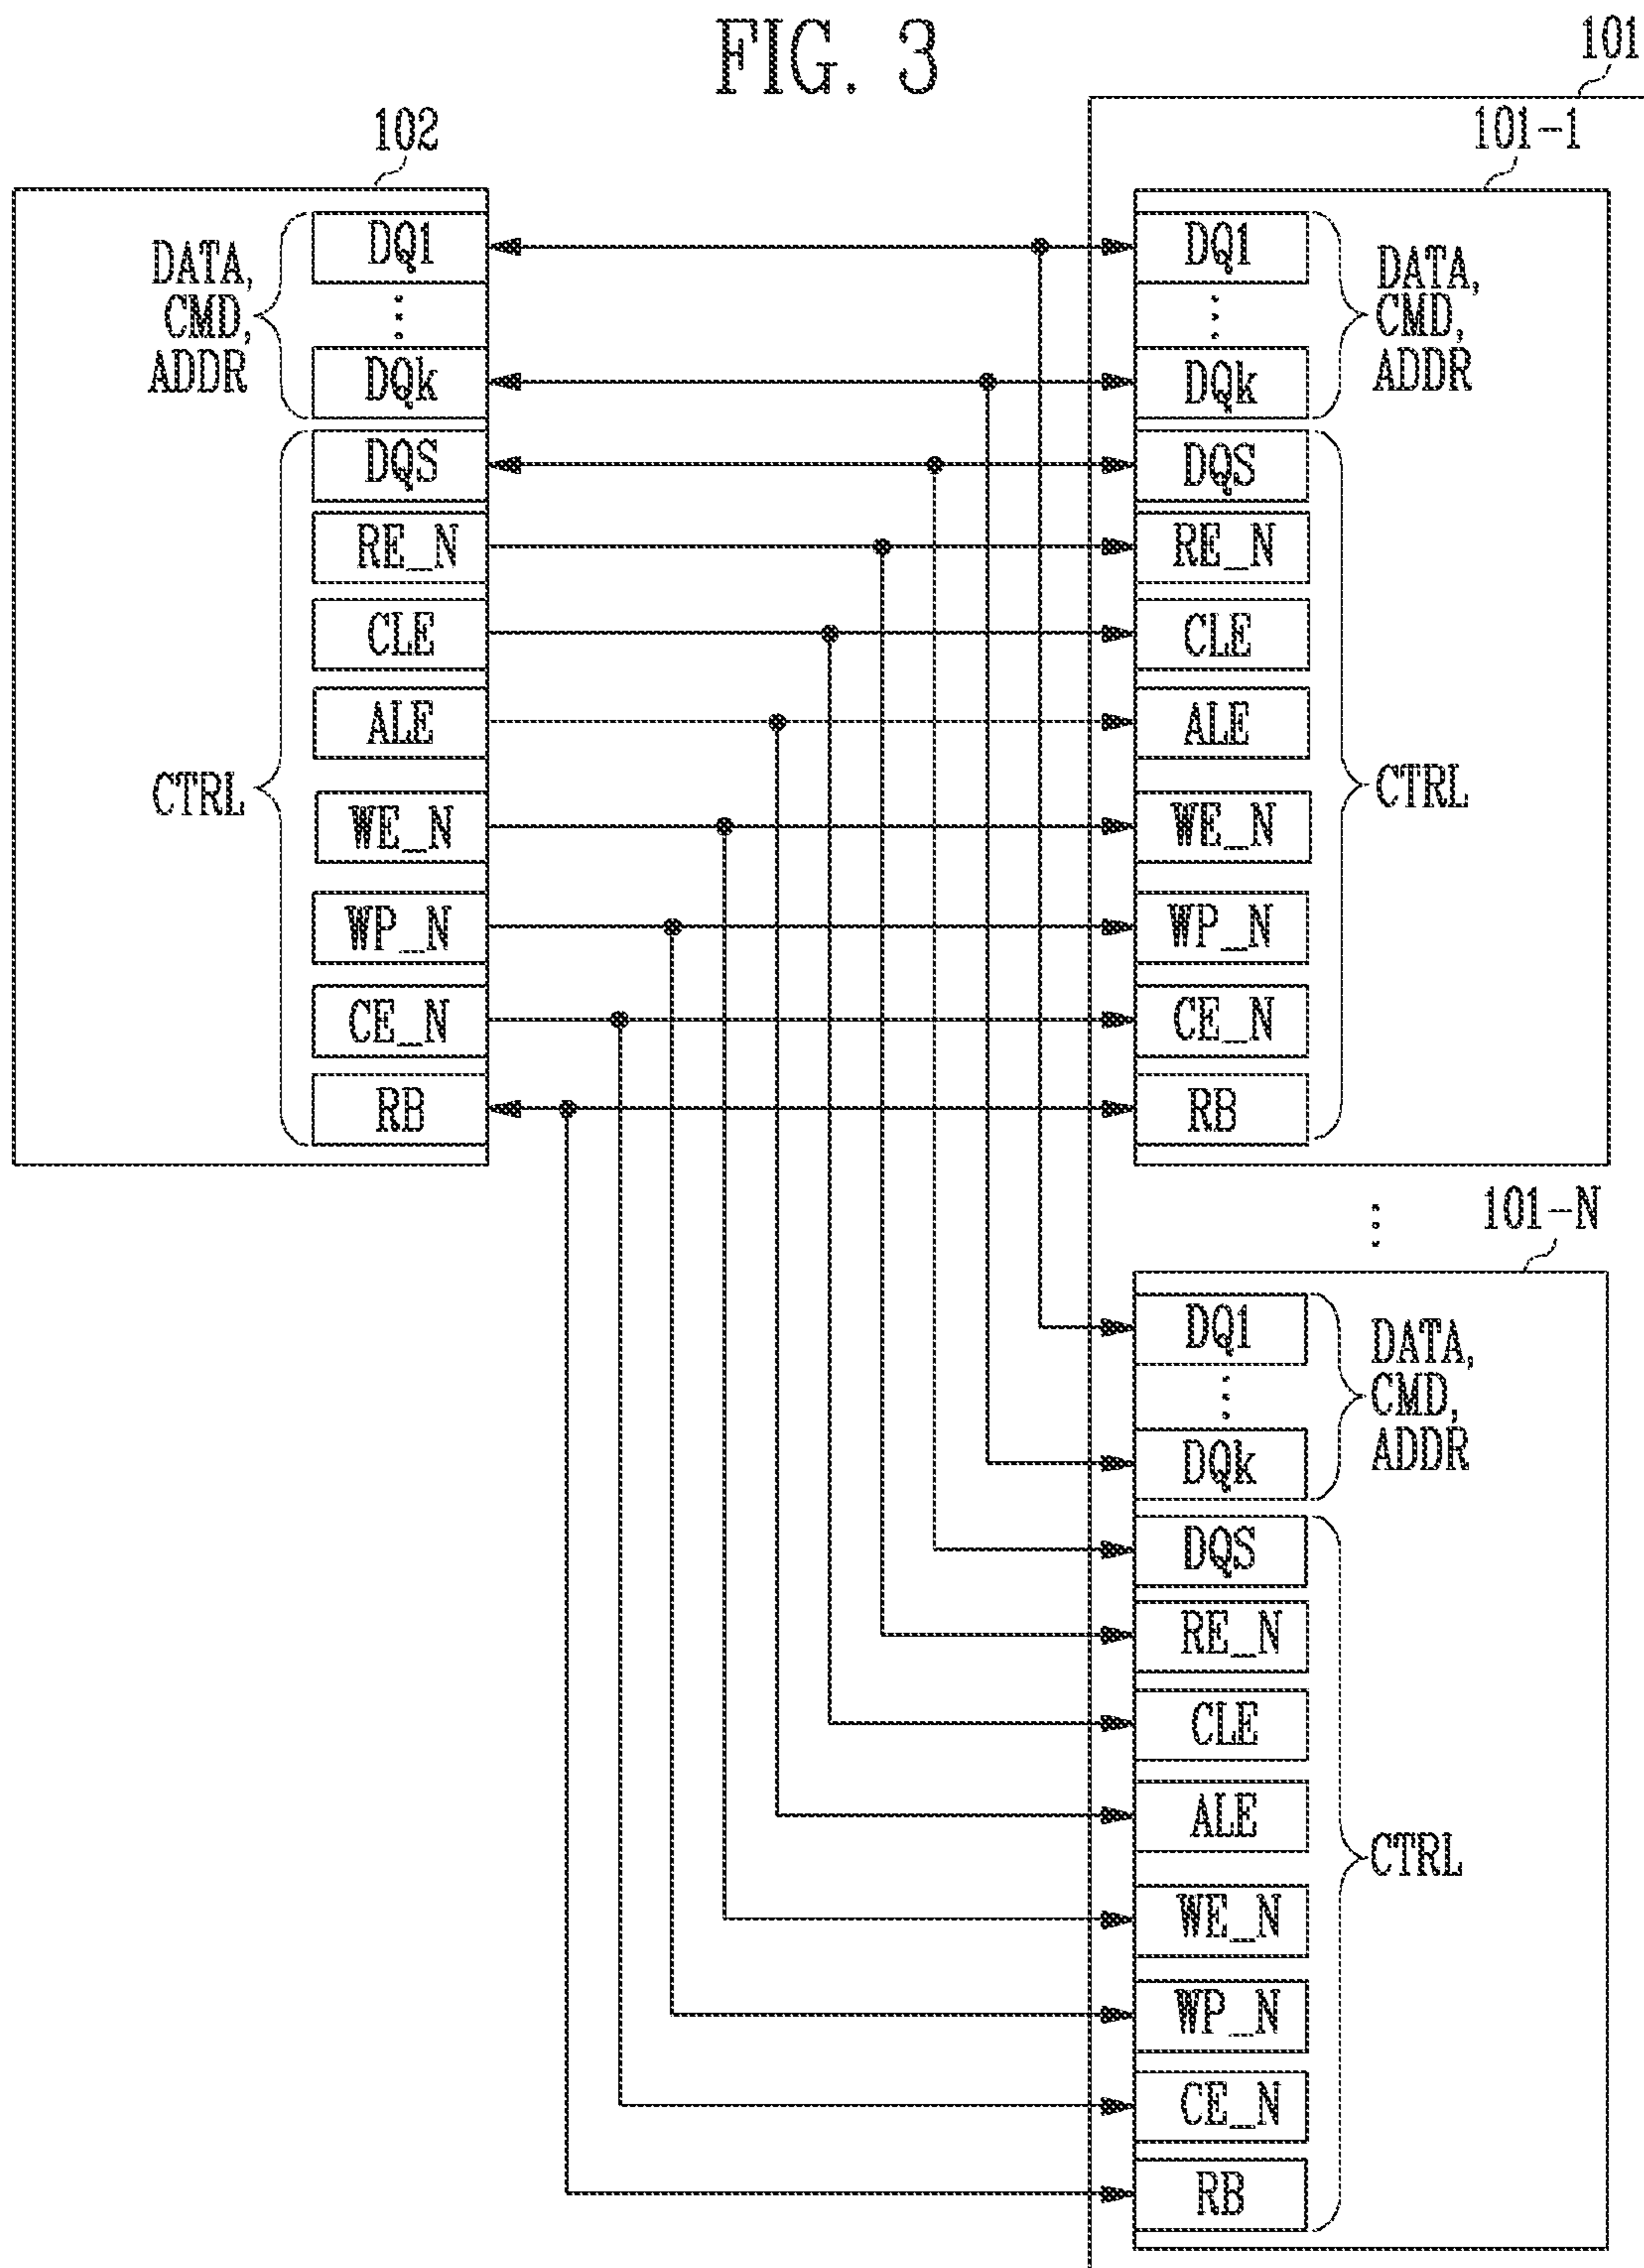 FIG. 3
101
102
101-1
DATA,
CMD,
ADDR
DQ1
DQk
CTRL
DQS
RE_N
CLE
ALE
WE_N
WP_N
CE_N
RB
DQ1
DQk
DATA,
CMD,
ADDR
DQS
RE_N
CLE
ALE
WE_N
WP_N
CE_N
RB
CTRL
101-N
DQ1
DQk
DATA,
CMD,
ADDR
DQS
RE_N
CLE
ALE
WE_N
WP_N
CE_N
RB
CTRL